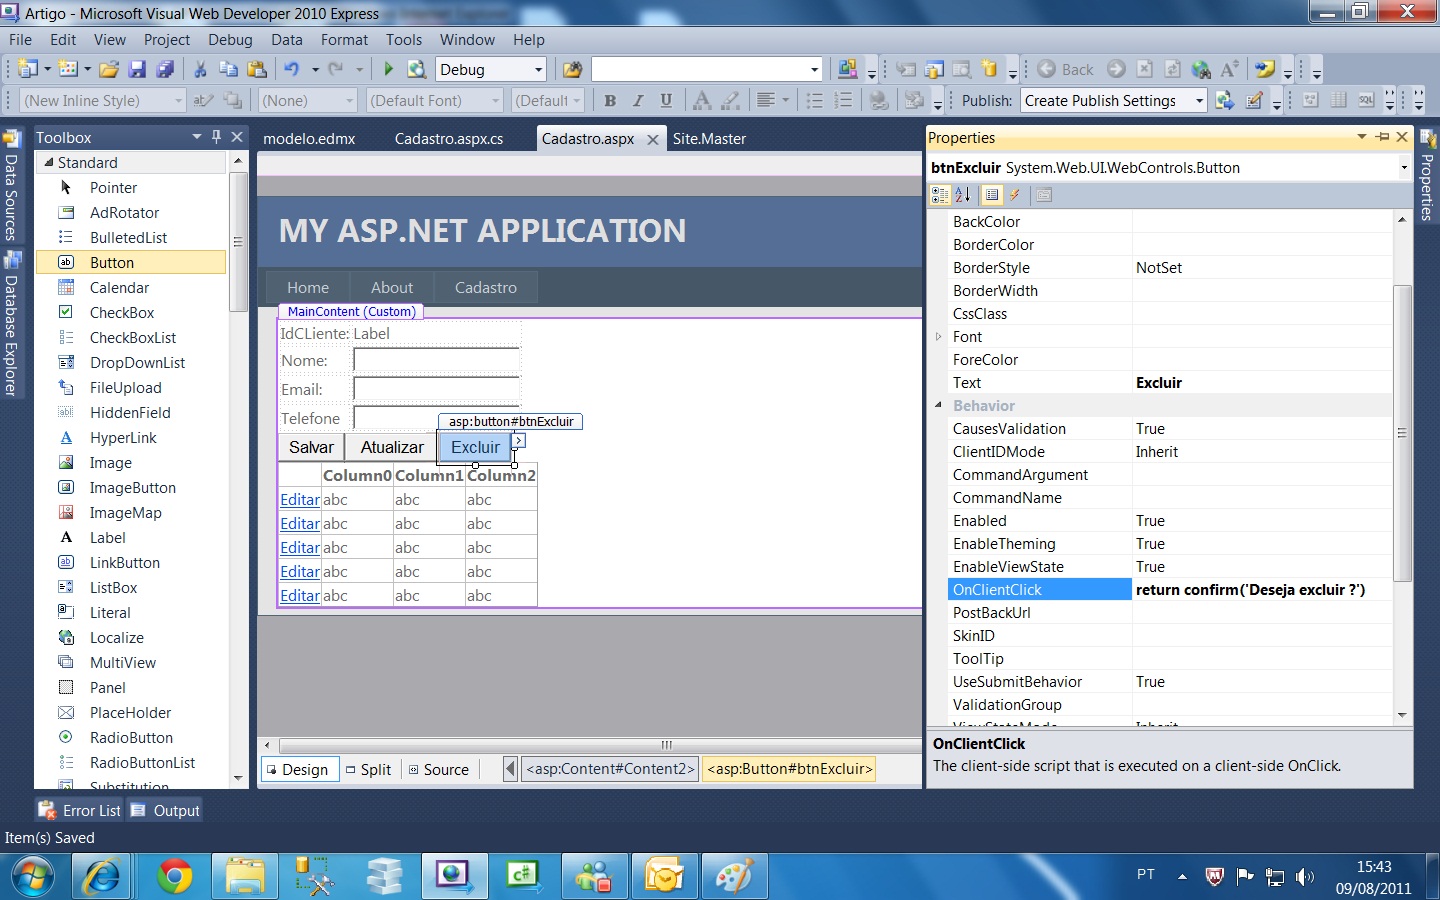 Artigo - Microsoft Visual Web Developer 2010 Express
File Edit View Project Debug Data Format Tools Window Help
Debug
Back
(New Inline Style) (None) (Default Font) (Default B I U Publish: Create Publish Settings
Data Sources
Database Explorer
Toolbox
Standard
Pointer
AdRotator
BulletedList
Button
Calendar
CheckBox
CheckBoxList
DropDownList
FileUpload
HiddenField
HyperLink
Image
ImageButton
ImageMap
Label
LinkButton
ListBox
Literal
Localize
MultiView
Panel
PlaceHolder
RadioButton
RadioButtonList
Substitution
modelo.edmx Cadastro.aspx.cs Cadastro.aspx Site.Master
MY ASP.NET APPLICATION
Home About Cadastro
MainContent (Custom)
IdCLiente: Label
Nome:
Email:
Telefone
asp:button#btnExcluir
Salvar Atualizar Excluir
Column0 Column1 Column2
Editar abc abc abc
Editar abc abc abc
Editar abc abc abc
Editar abc abc abc
Editar abc abc abc
Design Split Source <asp:Content#Content2> <asp:Button#btnExcluir>
Properties
btnExcluir System.Web.UI.WebControls.Button
BackColor
BorderColor
BorderStyle NotSet
BorderWidth
CssClass
Font
ForeColor
Text Excluir
Behavior
CausesValidation True
ClientIDMode Inherit
CommandArgument
CommandName
Enabled True
EnableTheming True
EnableViewState True
OnClientClick return confirm('Deseja excluir ?')
PostBackUrl
SkinID
ToolTip
UseSubmitBehavior True
ValidationGroup
ViewStateMode Inherit
OnClientClick
The client-side script that is executed on a client-side OnClick.
Properties
Error List Output
Item(s) Saved
PT
15:43
09/08/2011